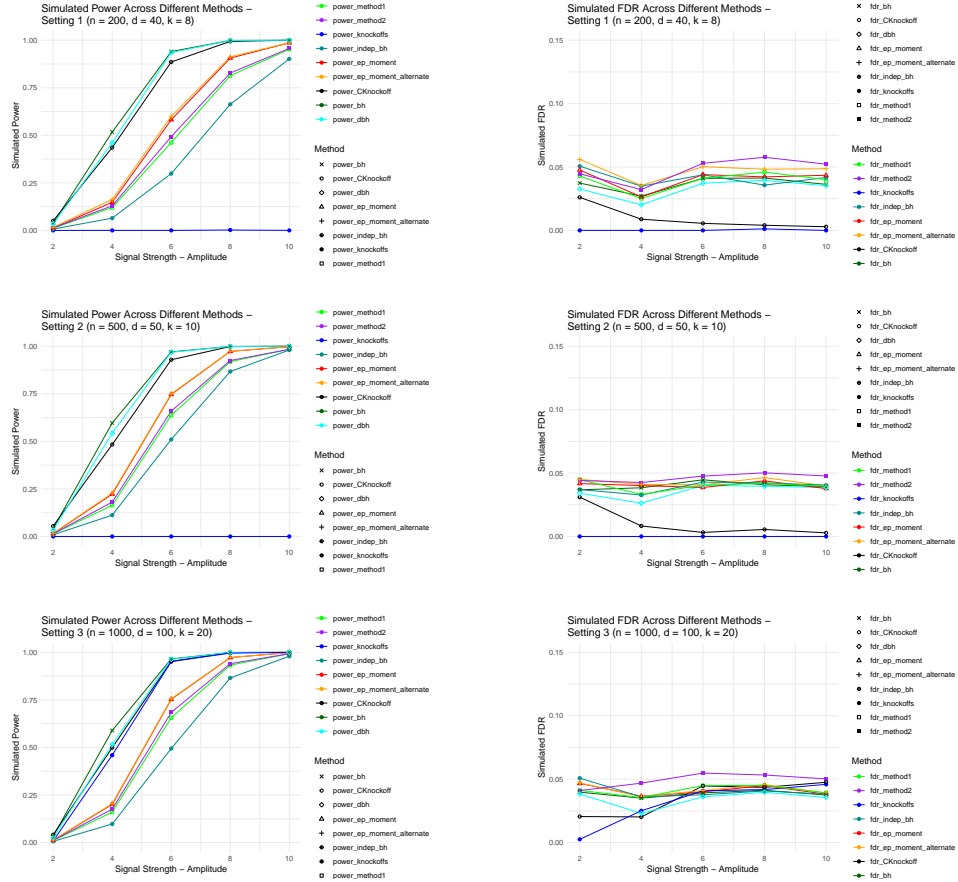 Simulated Power Across Different Methods –
Setting 1 (n = 200, d = 40, k = 8)
1.00
0.75
0.50
0.25
0.00
Simulated Power
2
4
6
8
10
Signal Strength – Amplitude
power_method1
power_method2
power_knockoffs
power_indep_bh
power_ep_moment
power_ep_moment_alternate
power_CKnockoff
power_bh
power_dbh
Method
power_bh
power_CKnockoff
power_dbh
power_ep_moment
power_ep_moment_alternate
power_indep_bh
power_knockoffs
power_method1
Simulated FDR Across Different Methods –
Setting 1 (n = 200, d = 40, k = 8)
0.15
0.10
0.05
0.00
Simulated FDR
2
4
6
8
10
Signal Strength – Amplitude
fdr_bh
fdr_CKnockoff
fdr_dbh
fdr_ep_moment
fdr_ep_moment_alternate
fdr_indep_bh
fdr_knockoffs
fdr_method1
fdr_method2
Method
fdr_method1
fdr_method2
fdr_knockoffs
fdr_indep_bh
fdr_ep_moment
fdr_ep_moment_alternate
fdr_CKnockoff
fdr_bh
Simulated Power Across Different Methods –
Setting 2 (n = 500, d = 50, k = 10)
1.00
0.75
0.50
0.25
0.00
Simulated Power
2
4
6
8
10
Signal Strength – Amplitude
power_method1
power_method2
power_knockoffs
power_indep_bh
power_ep_moment
power_ep_moment_alternate
power_CKnockoff
power_bh
power_dbh
Method
power_bh
power_CKnockoff
power_dbh
power_ep_moment
power_ep_moment_alternate
power_indep_bh
power_knockoffs
power_method1
Simulated FDR Across Different Methods –
Setting 2 (n = 500, d = 50, k = 10)
0.15
0.10
0.05
0.00
Simulated FDR
2
4
6
8
10
Signal Strength – Amplitude
fdr_bh
fdr_CKnockoff
fdr_dbh
fdr_ep_moment
fdr_ep_moment_alternate
fdr_indep_bh
fdr_knockoffs
fdr_method1
fdr_method2
Method
fdr_method1
fdr_method2
fdr_knockoffs
fdr_indep_bh
fdr_ep_moment
fdr_ep_moment_alternate
fdr_CKnockoff
fdr_bh
Simulated Power Across Different Methods –
Setting 3 (n = 1000, d = 100, k = 20)
1.00
0.75
0.50
0.25
0.00
Simulated Power
2
4
6
8
10
Signal Strength – Amplitude
power_method1
power_method2
power_knockoffs
power_indep_bh
power_ep_moment
power_ep_moment_alternate
power_CKnockoff
power_bh
power_dbh
Method
power_bh
power_CKnockoff
power_dbh
power_ep_moment
power_ep_moment_alternate
power_indep_bh
power_knockoffs
power_method1
Simulated FDR Across Different Methods –
Setting 3 (n = 1000, d = 100, k = 20)
0.15
0.10
0.05
0.00
Simulated FDR
2
4
6
8
10
Signal Strength – Amplitude
fdr_bh
fdr_CKnockoff
fdr_dbh
fdr_ep_moment
fdr_ep_moment_alternate
fdr_indep_bh
fdr_knockoffs
fdr_method1
fdr_method2
Method
fdr_method1
fdr_method2
fdr_knockoffs
fdr_indep_bh
fdr_ep_moment
fdr_ep_moment_alternate
fdr_CKnockoff
fdr_bh